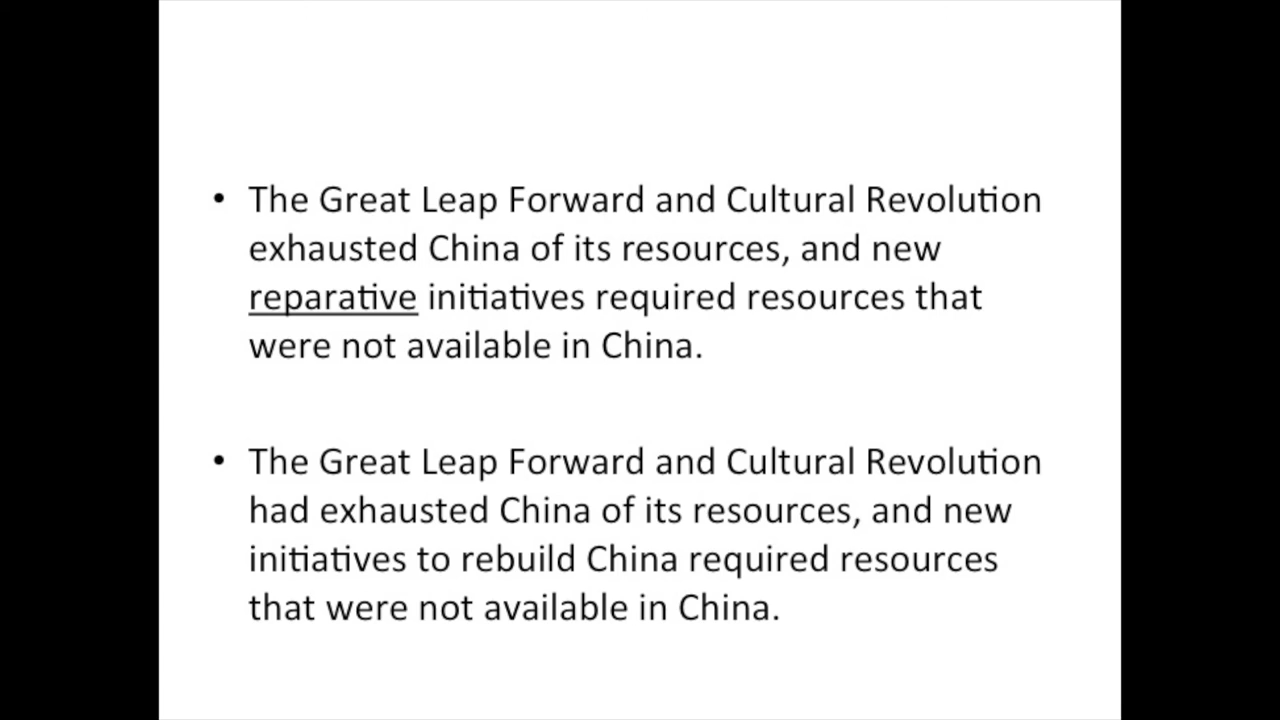 • The Great Leap Forward and Cultural Revolution
exhausted China of its resources, and new
reparative initiatives required resources that
were not available in China.
• The Great Leap Forward and Cultural Revolution
had exhausted China of its resources, and new
initiatives to rebuild China required resources
that were not available in China.